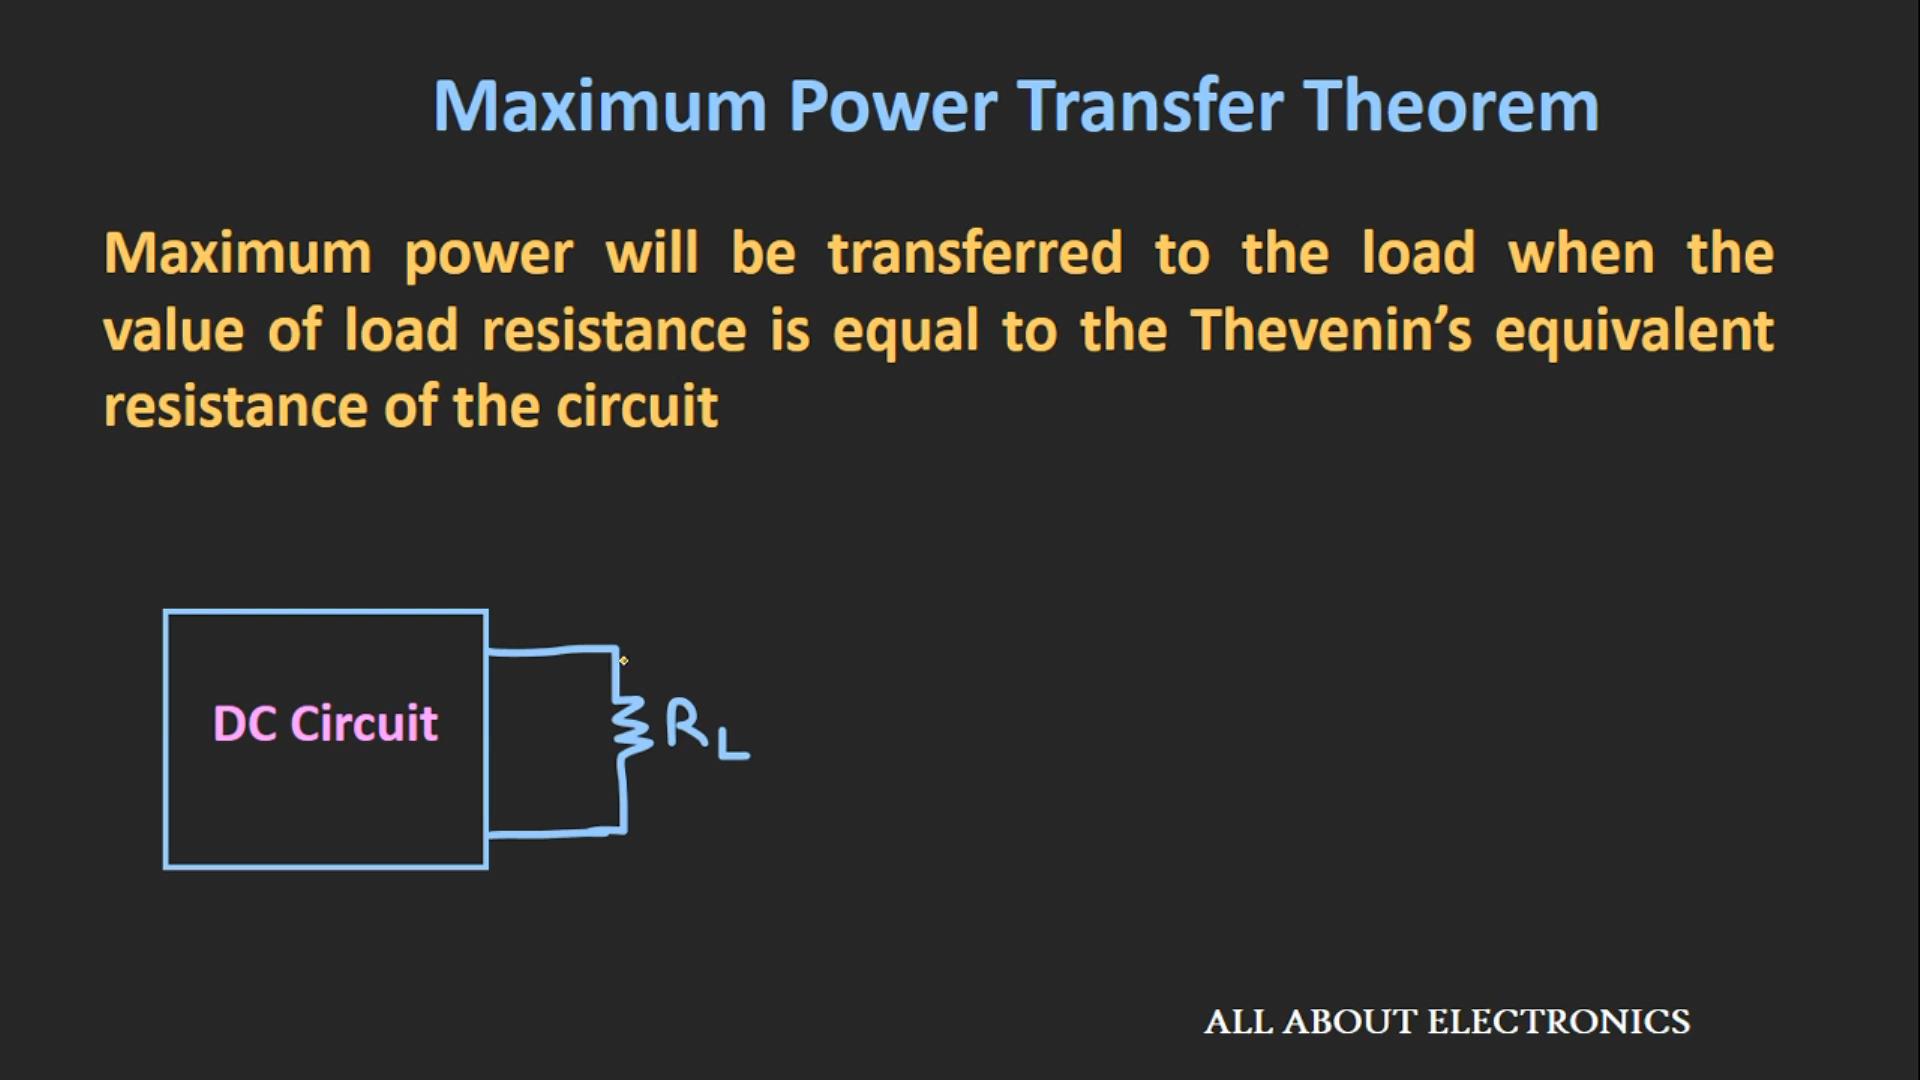 Maximum Power Transfer Theorem
Maximum power will be transferred to the load when the
value of load resistance is equal to the Thevenin’s equivalent
resistance of the circuit
DC Circuit
RL
ALL ABOUT ELECTRONICS